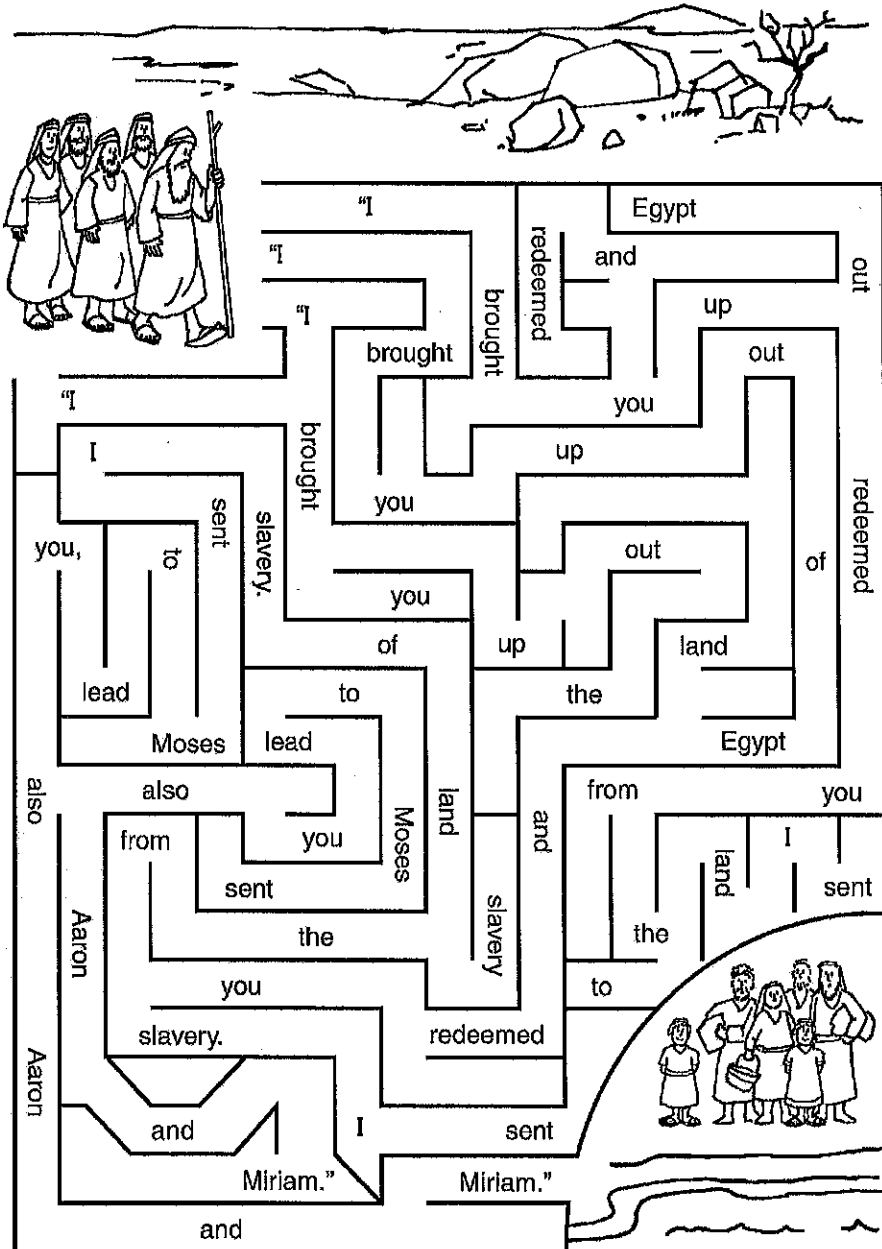 “I
Egypt
“I
redeemed
and
out
“I
brought
up
brought
out
“I
you
brought
I
up
sent
you
redeemed
slavery.
you,
to
out
of
you
of
up
land
lead
to
the
Moses
lead
Egypt
also
also
from
you
Moses
land
and
from
you
I
land
sent
slavery
sent
Aaron
the
the
you
to
slavery.
redeemed
Aaron
and
I
sent
Miriam.”
Miriam.”
and